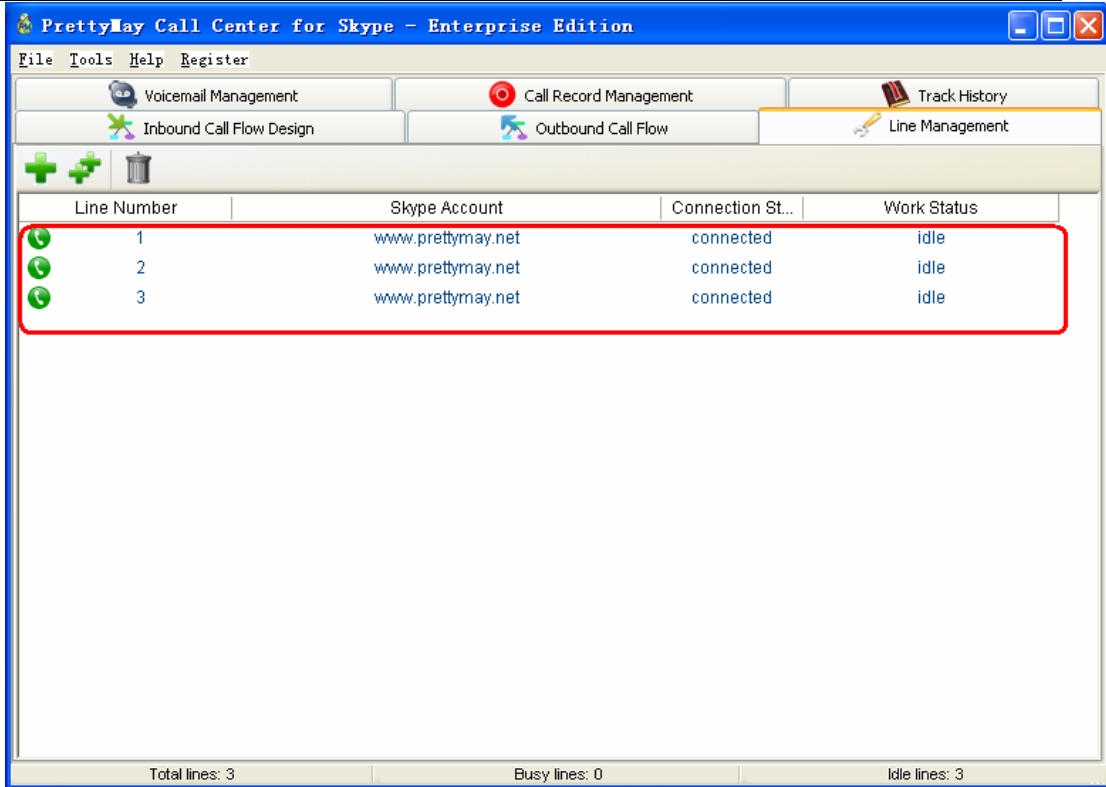 PrettyMay Call Center for Skype - Enterprise Edition
File Tools Help Register
Voicemail Management Call Record Management Track History
Inbound Call Flow Design Outbound Call Flow Line Management
Line Number Skype Account Connection St... Work Status
1 www.prettymay.net connected idle
2 www.prettymay.net connected idle
3 www.prettymay.net connected idle
Total lines: 3 Busy lines: 0 Idle lines: 3